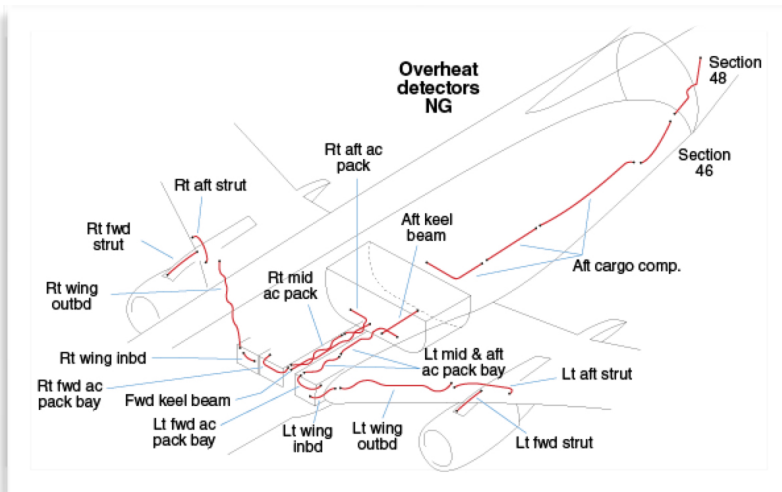 Overheat
detectors
NG
Section
48
Section
46
Rt aft ac
pack
Rt aft strut
Rt fwd
strut
Aft keel
beam
Aft cargo comp.
Rt wing
outbd
Rt mid
ac pack
Rt wing inbd
Lt mid & aft
ac pack bay
Rt fwd ac
pack bay
Fwd keel beam
Lt aft strut
Lt fwd ac
pack bay
Lt wing
inbd
Lt wing
outbd
Lt fwd strut